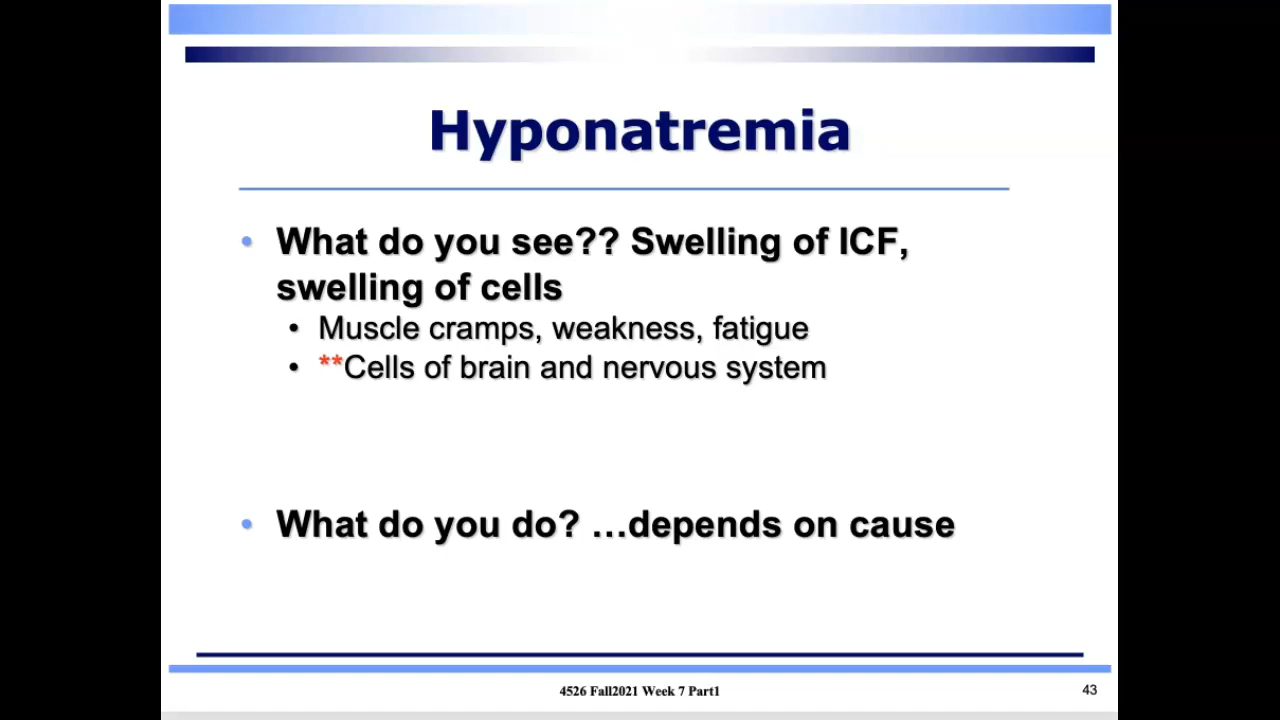 Hyponatremia
• What do you see?? Swelling of ICF,
swelling of cells
• Muscle cramps, weakness, fatigue
• **Cells of brain and nervous system
• What do you do? …depends on cause
4526 Fall2021 Week 7 Part1
43